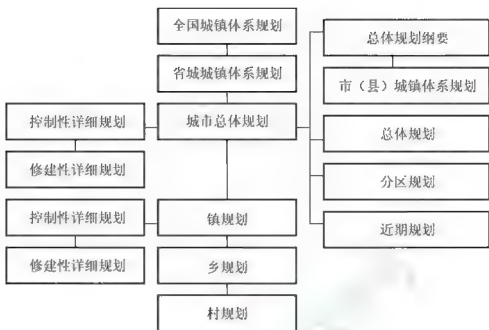 全国城镇体系规划
总体规划纲要
省域城镇体系规划
市（县）城镇体系规划
控制性详细规划
城市总体规划
总体规划
修建性详细规划
分区规划
控制性详细规划
镇规划
近期规划
修建性详细规划
乡规划
村规划